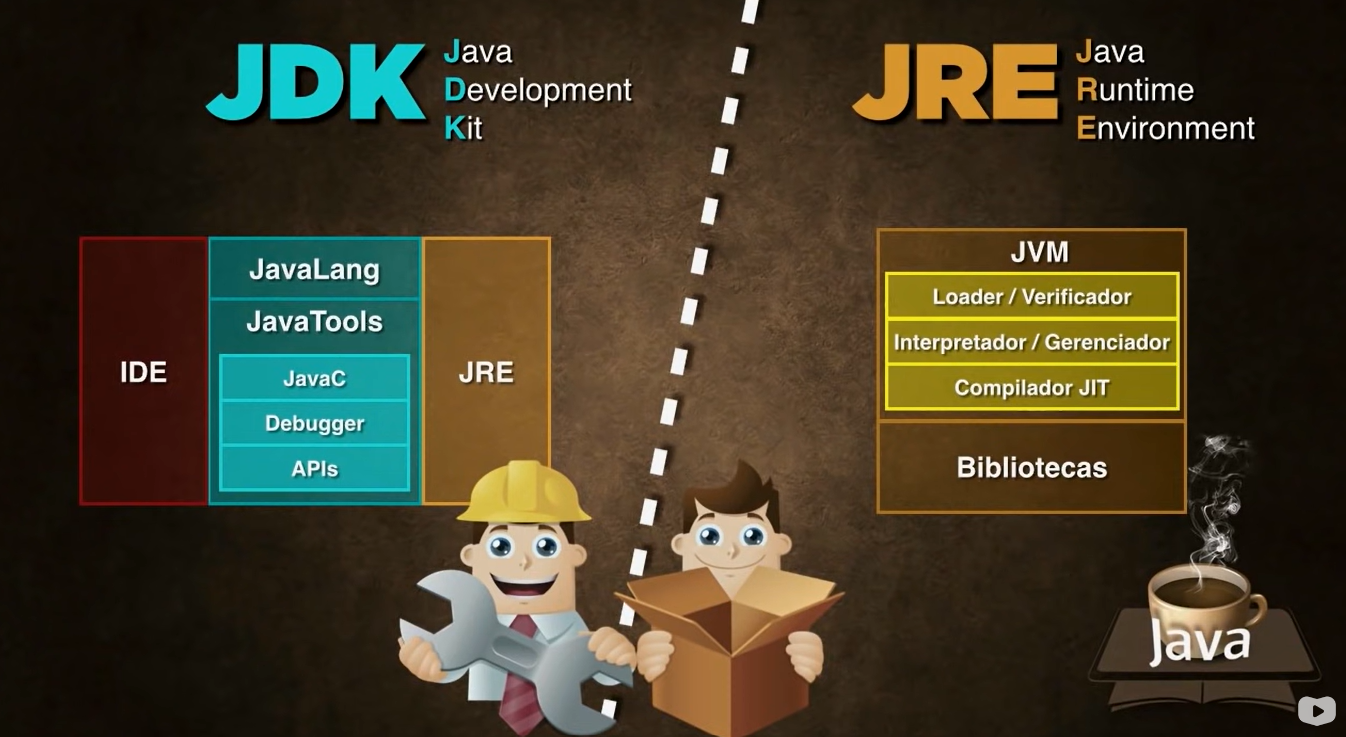 JDK
Java
Development
Kit
JRE
Java
Runtime
Environment
IDE
JavaLang
JavaTools
JavaC
Debugger
APIs
JRE
JVM
Loader / Verificador
Interpretador / Gerenciador
Compilador JIT
Bibliotecas
Java